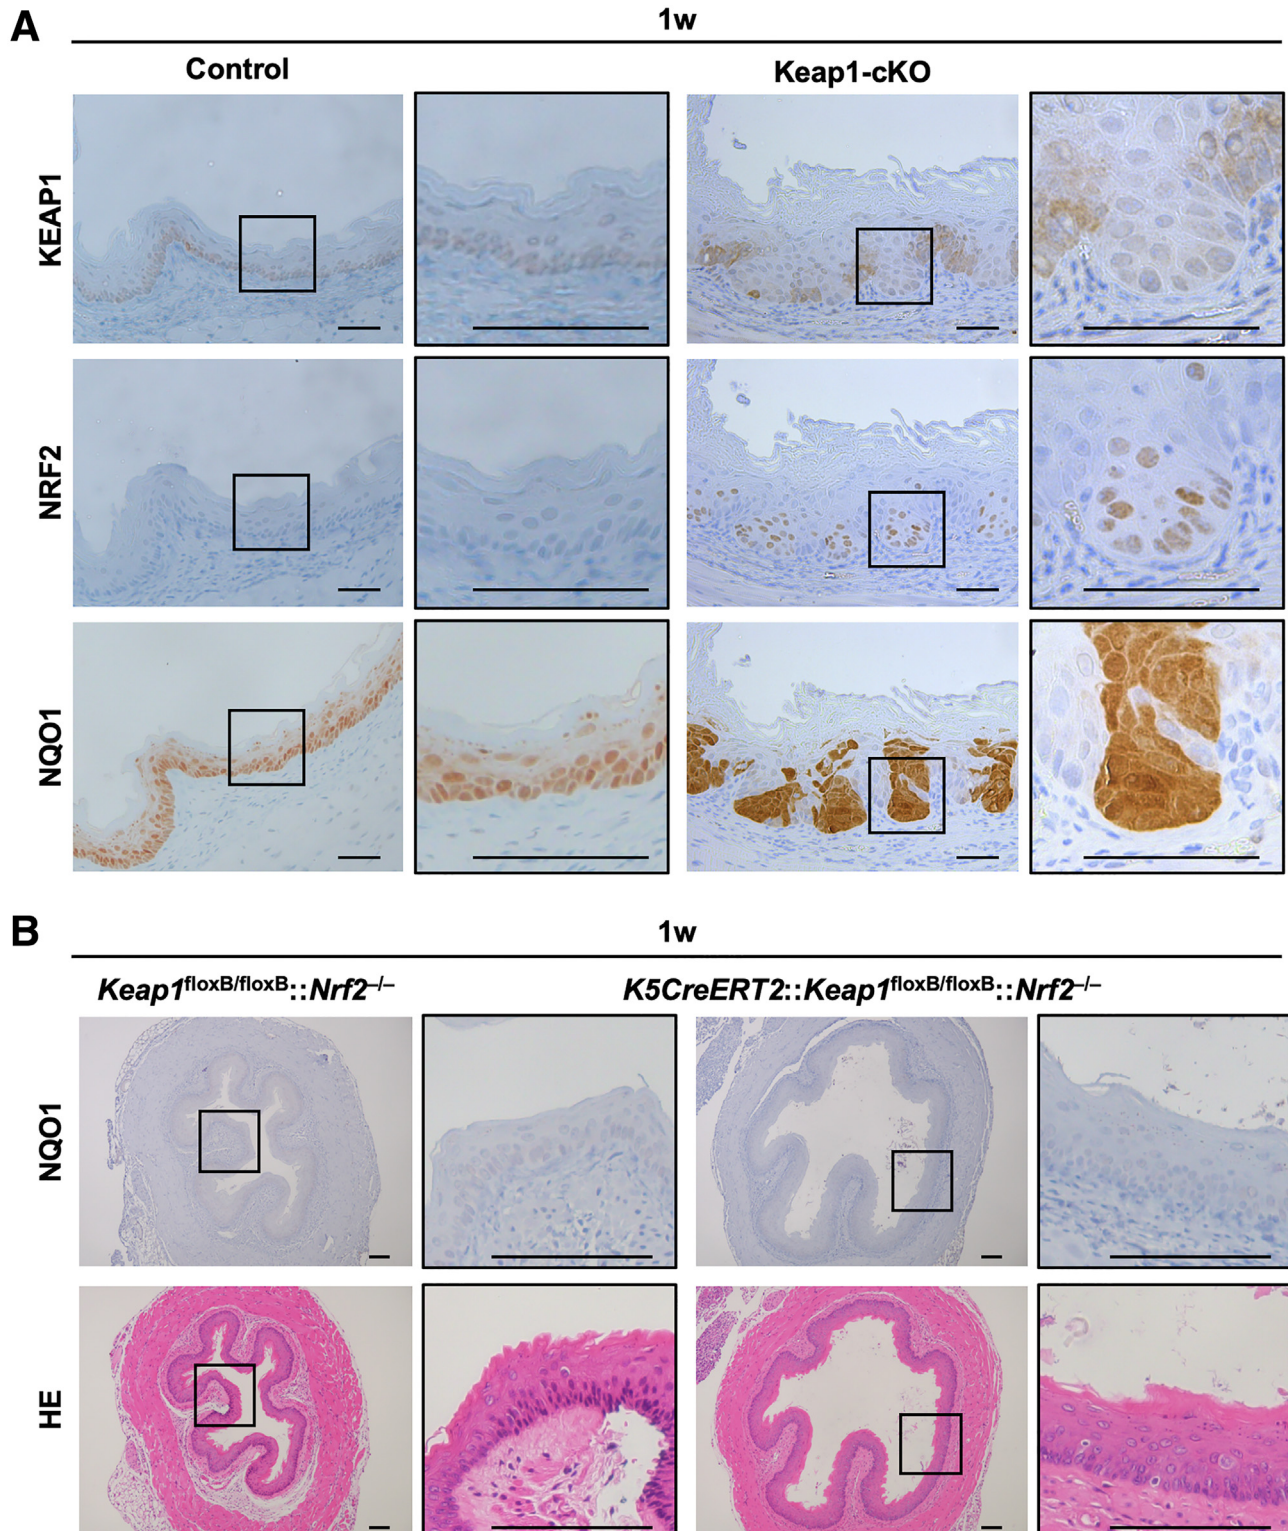 A
1w
Control
Keap1-cKO
KEAP1
NRF2
NQO1
B
1w
Keap1floxB/floxB::Nrf2–/–
K5CreERT2::Keap1floxB/floxB::Nrf2–/–
NQO1
HE